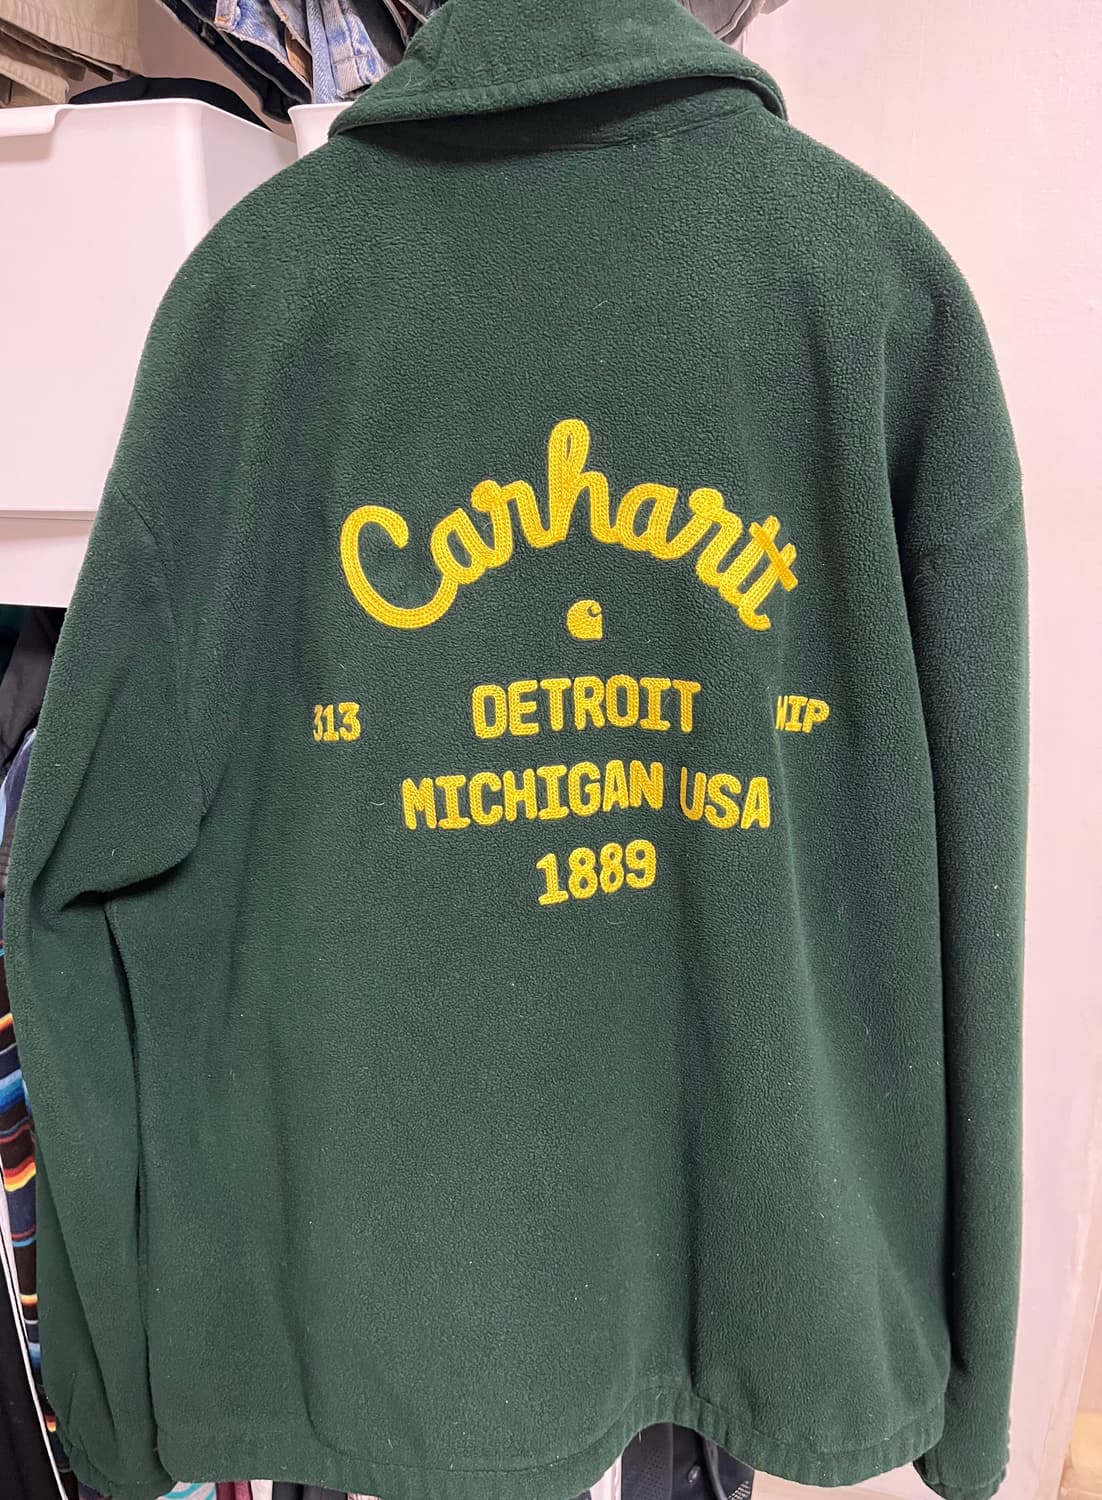 Carhartt
313 DETROIT WIP
MICHIGAN USA
1889